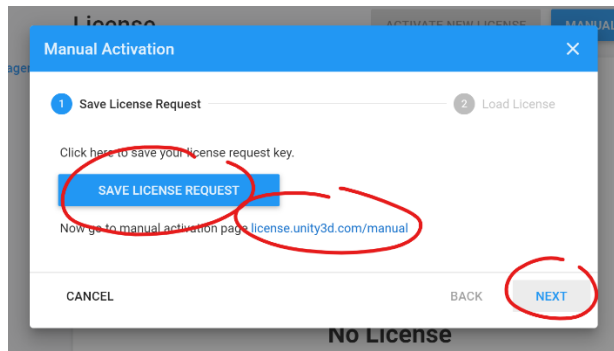 License
ACTIVATE NEW LICENSE
MANUAL
Manual Activation
1 Save License Request
2 Load License
Click here to save your license request key.
SAVE LICENSE REQUEST
Now go to manual activation page license.unity3d.com/manual
CANCEL
BACK
NEXT
No License